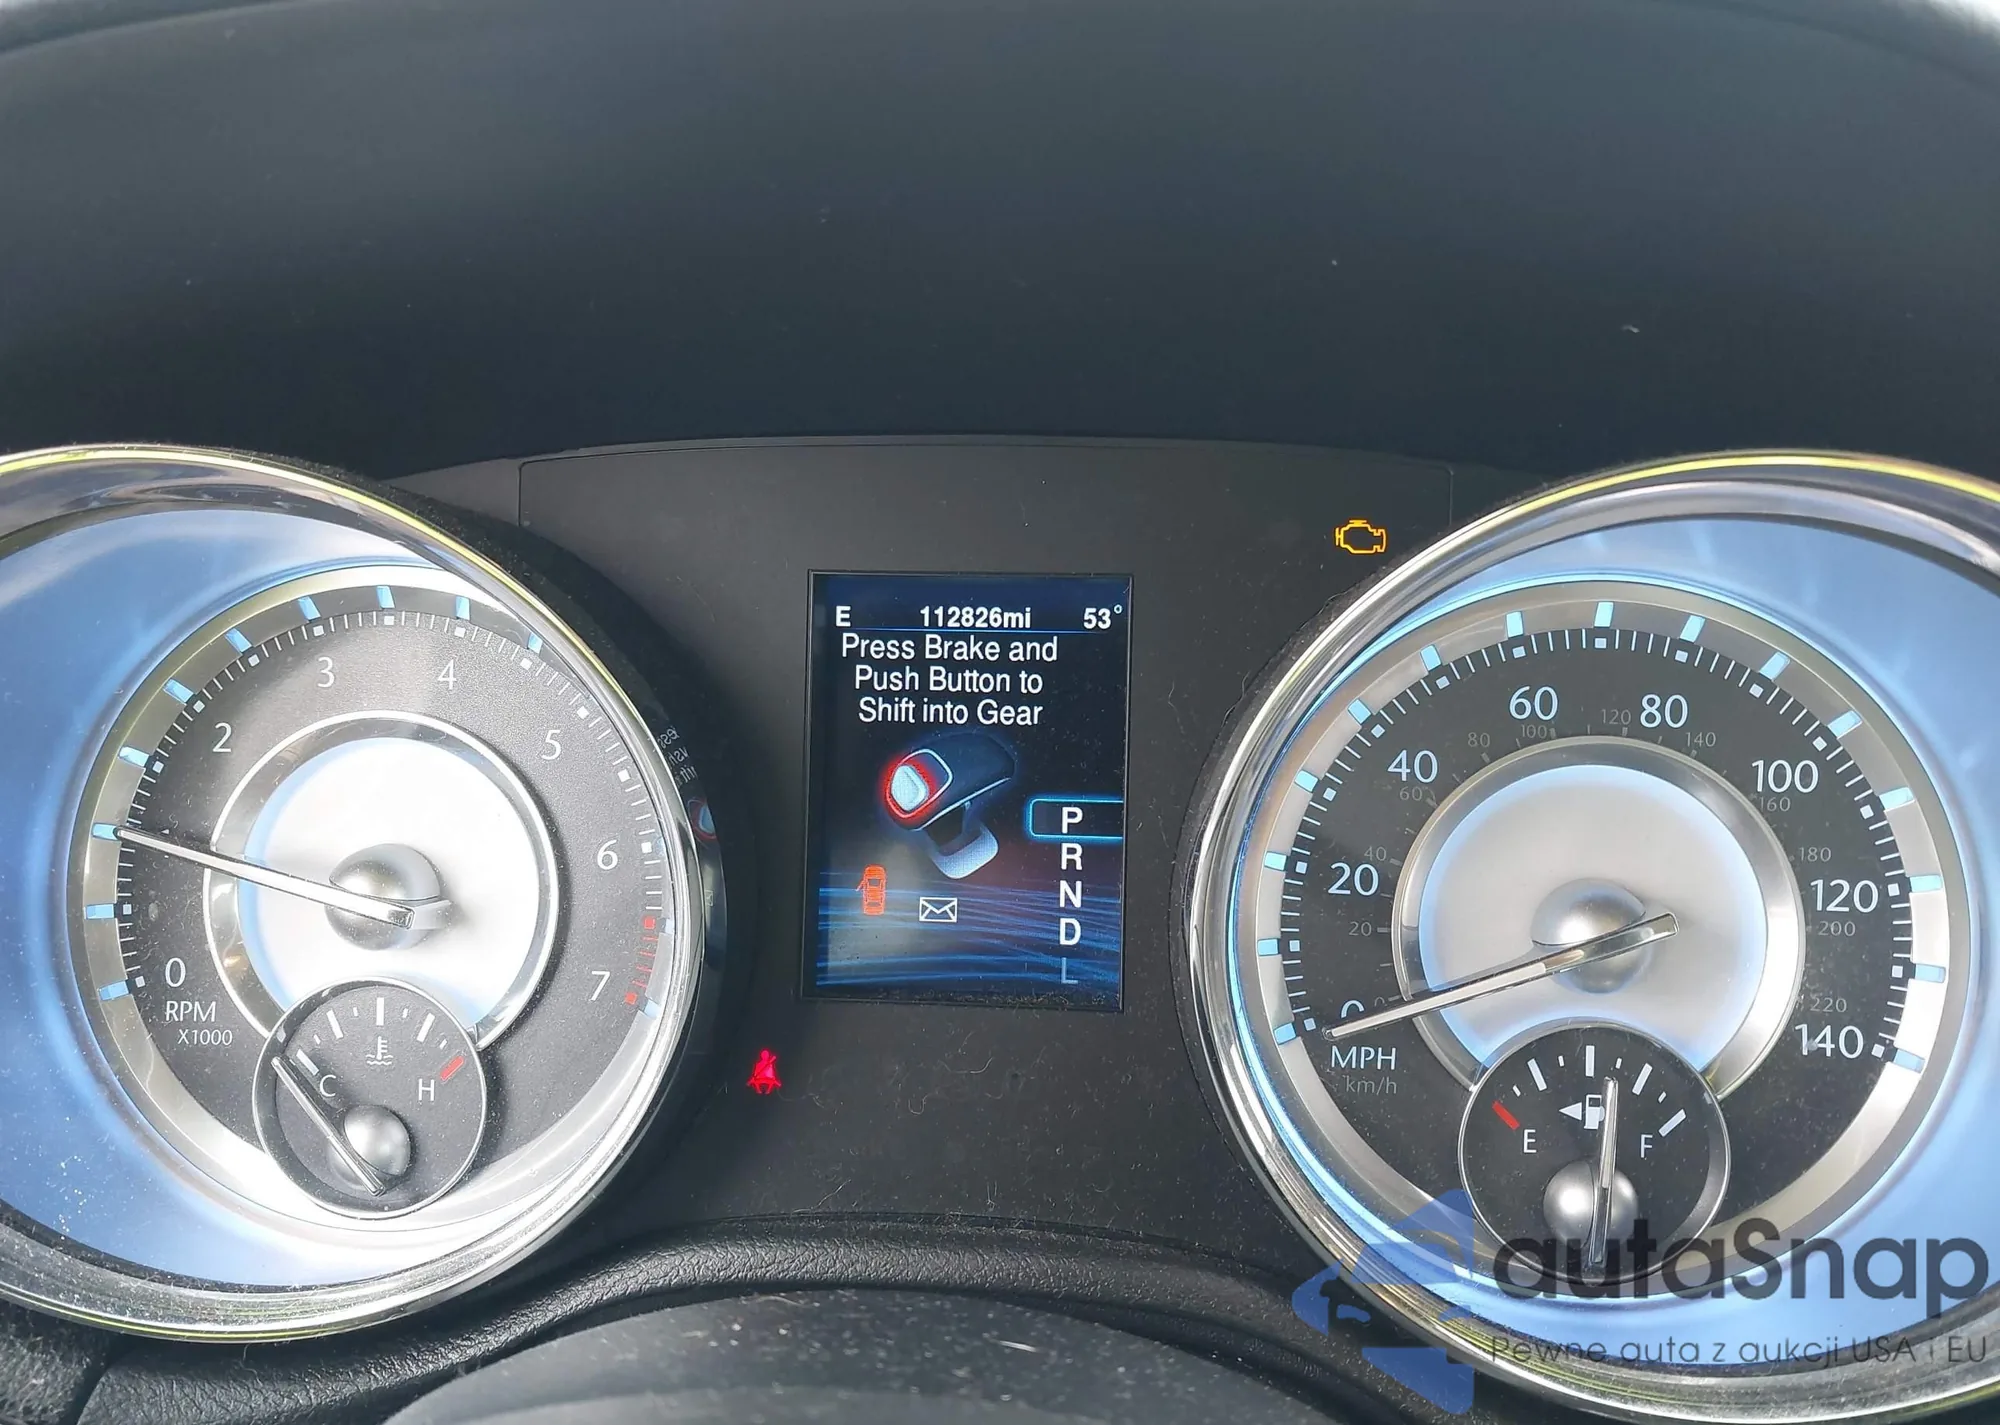 E 112826mi 53°
Press Brake and
Push Button to
Shift into Gear
P
R
N
D
L
0
2
3
4
5
6
7
RPM
X1000
C H
0
20
40
60
80
100
120
140
20
40
60
80
100
120
140
160
180
200
220
MPH
km/h
E F
autaSnap
Pewne auta z aukcji USA i EU